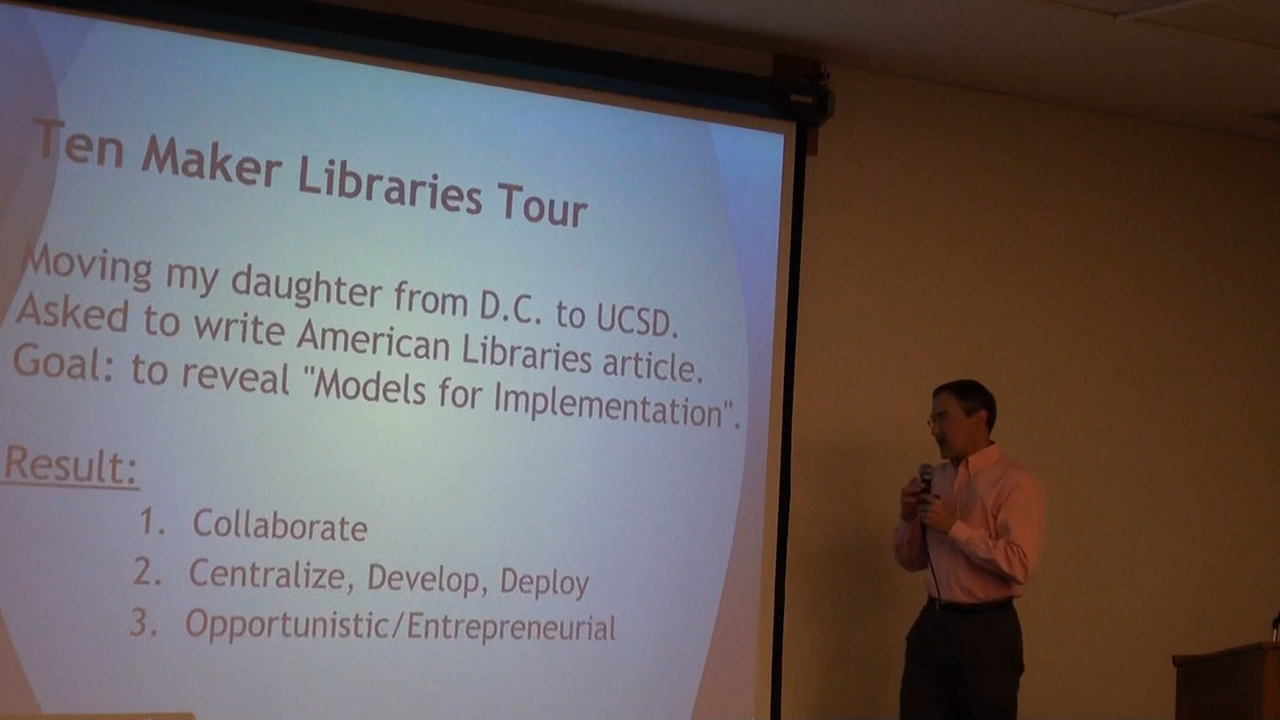 Ten Maker Libraries Tour
Moving my daughter from D.C. to UCSD.
Asked to write American Libraries article.
Goal: to reveal "Models for Implementation".
Result:
1. Collaborate
2. Centralize, Develop, Deploy
3. Opportunistic/Entrepreneurial